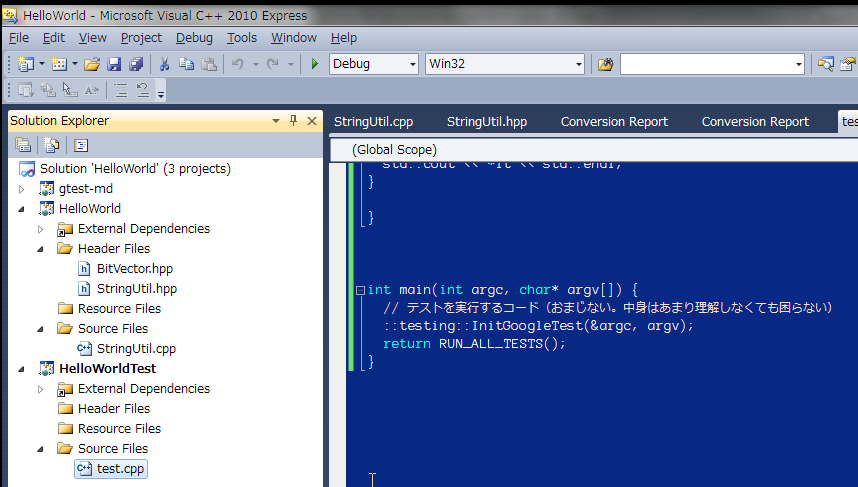 HelloWorld - Microsoft Visual C++ 2010 Express
File Edit View Project Debug Tools Window Help
Debug Win32
Solution Explorer
StringUtil.cpp StringUtil.hpp Conversion Report Conversion Report tes
(Global Scope)
Solution 'HelloWorld' (3 projects)
gtest-md
HelloWorld
External Dependencies
Header Files
BitVector.hpp
StringUtil.hpp
Resource Files
Source Files
StringUtil.cpp
HelloWorldTest
External Dependencies
Header Files
Resource Files
Source Files
test.cpp
std::cout << *it << std::endl;
}
}
int main(int argc, char* argv[]) {
// テストを実行するコード（おまじない。中身はあまり理解しなくても困らない）
::testing::InitGoogleTest(&argc, argv);
return RUN_ALL_TESTS();
}